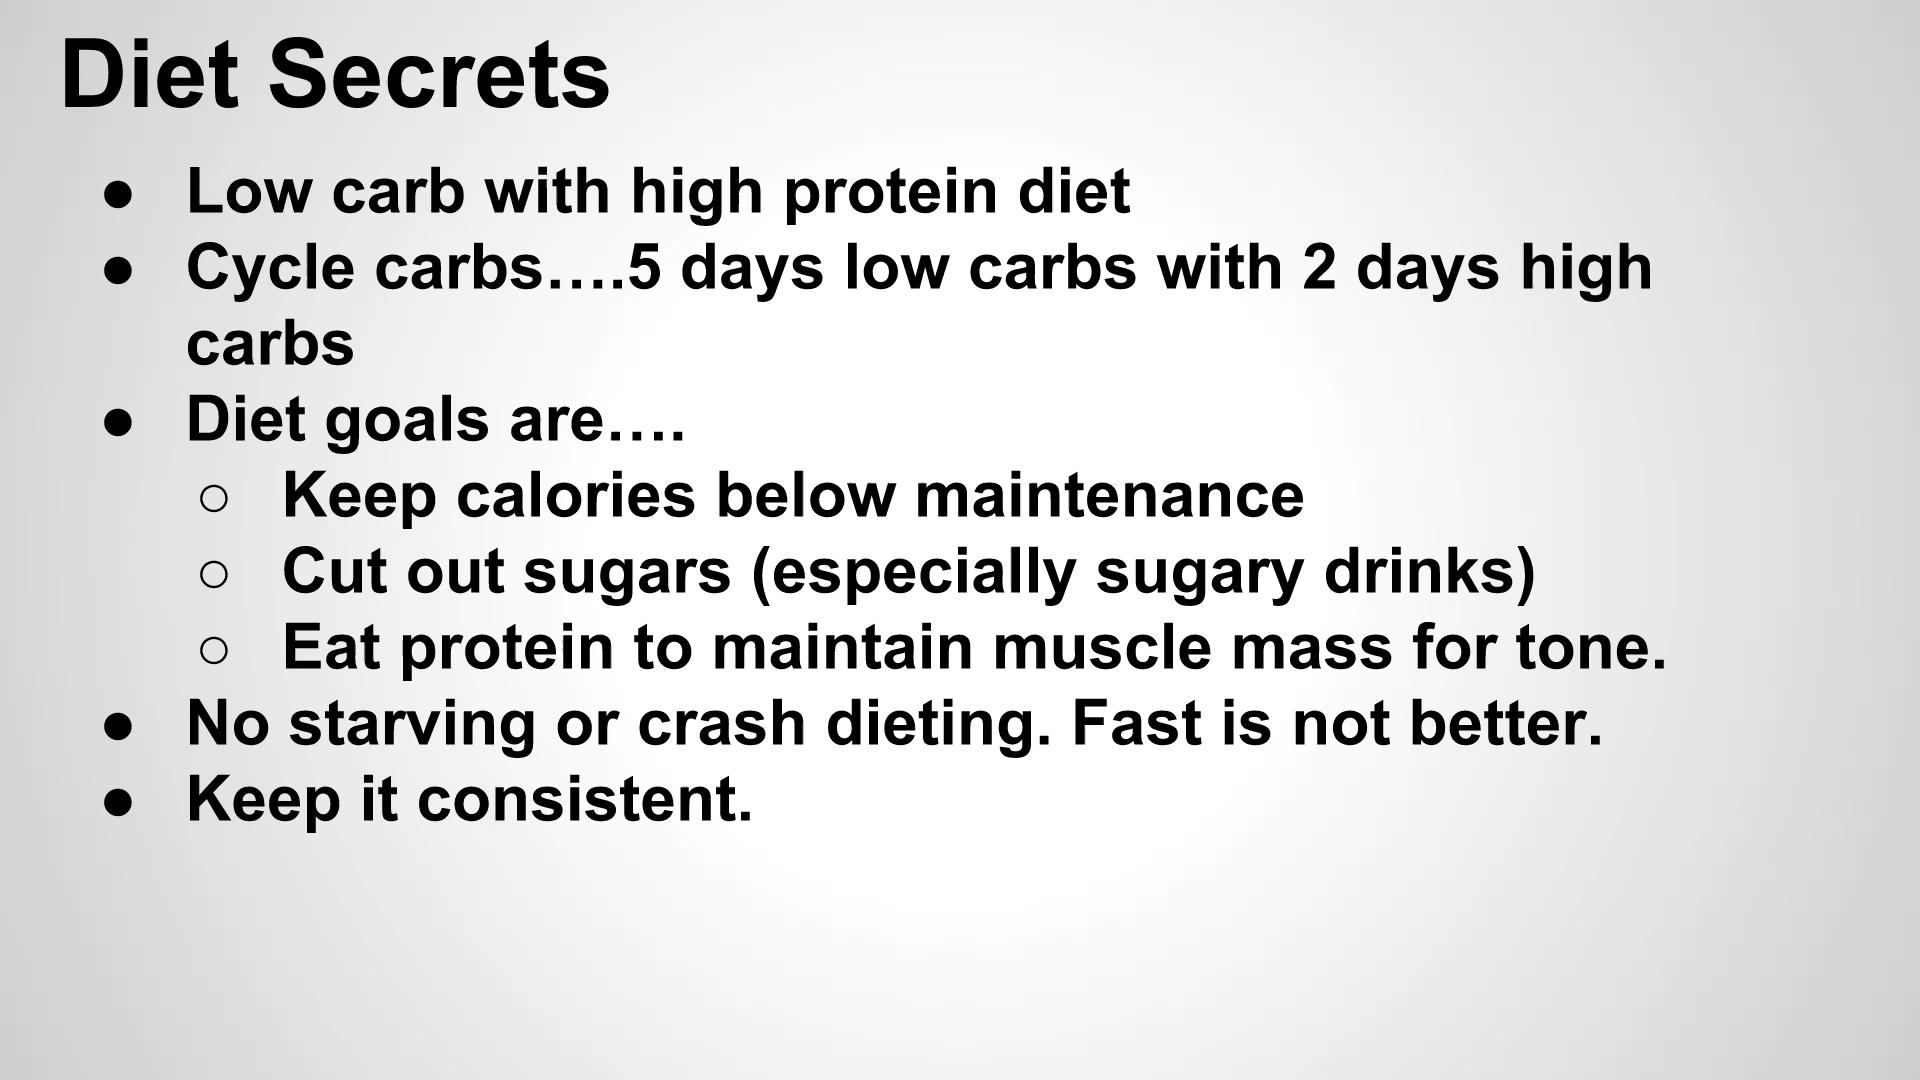 Diet Secrets
● Low carb with high protein diet
● Cycle carbs….5 days low carbs with 2 days high
carbs
● Diet goals are….
○ Keep calories below maintenance
○ Cut out sugars (especially sugary drinks)
○ Eat protein to maintain muscle mass for tone.
● No starving or crash dieting. Fast is not better.
● Keep it consistent.